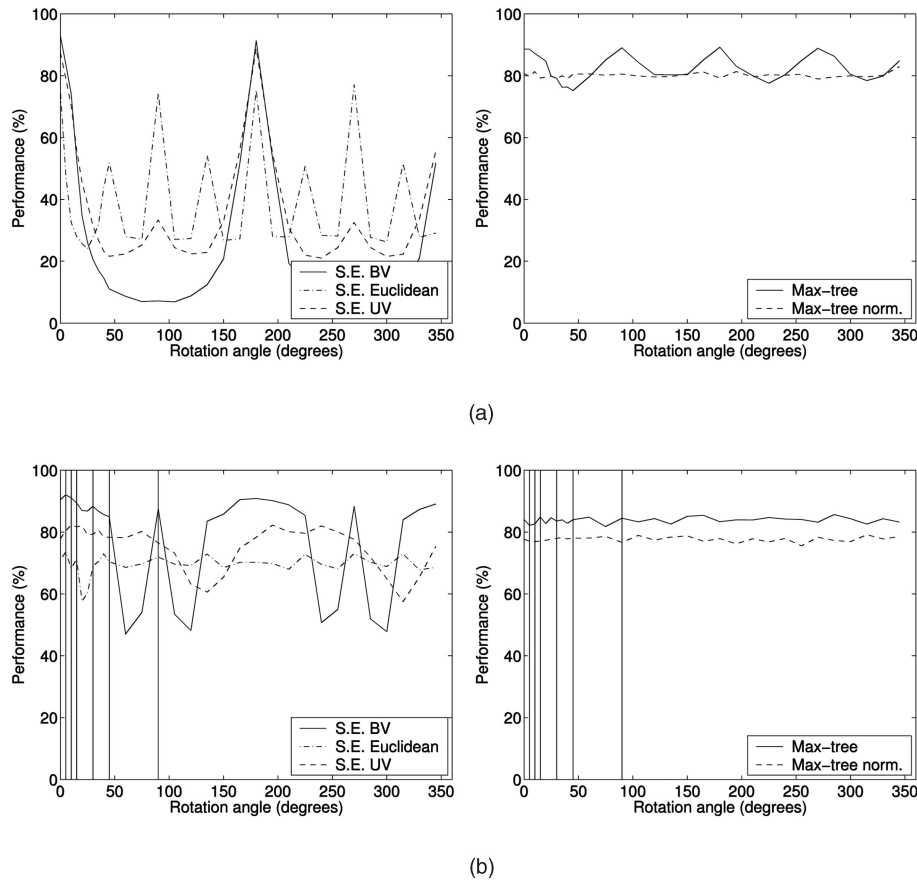 100
80
60
40
20
0
Performance (%)
0 50 100 150 200 250 300 350
Rotation angle (degrees)
S.E. BV
S.E. Euclidean
S.E. UV
100
80
60
40
20
0
Performance (%)
0 50 100 150 200 250 300 350
Rotation angle (degrees)
Max-tree
Max-tree norm.
(a)
100
80
60
40
20
0
Performance (%)
0 50 100 150 200 250 300 350
Rotation angle (degrees)
S.E. BV
S.E. Euclidean
S.E. UV
100
80
60
40
20
0
Performance (%)
0 50 100 150 200 250 300 350
Rotation angle (degrees)
Max-tree
Max-tree norm.
(b)